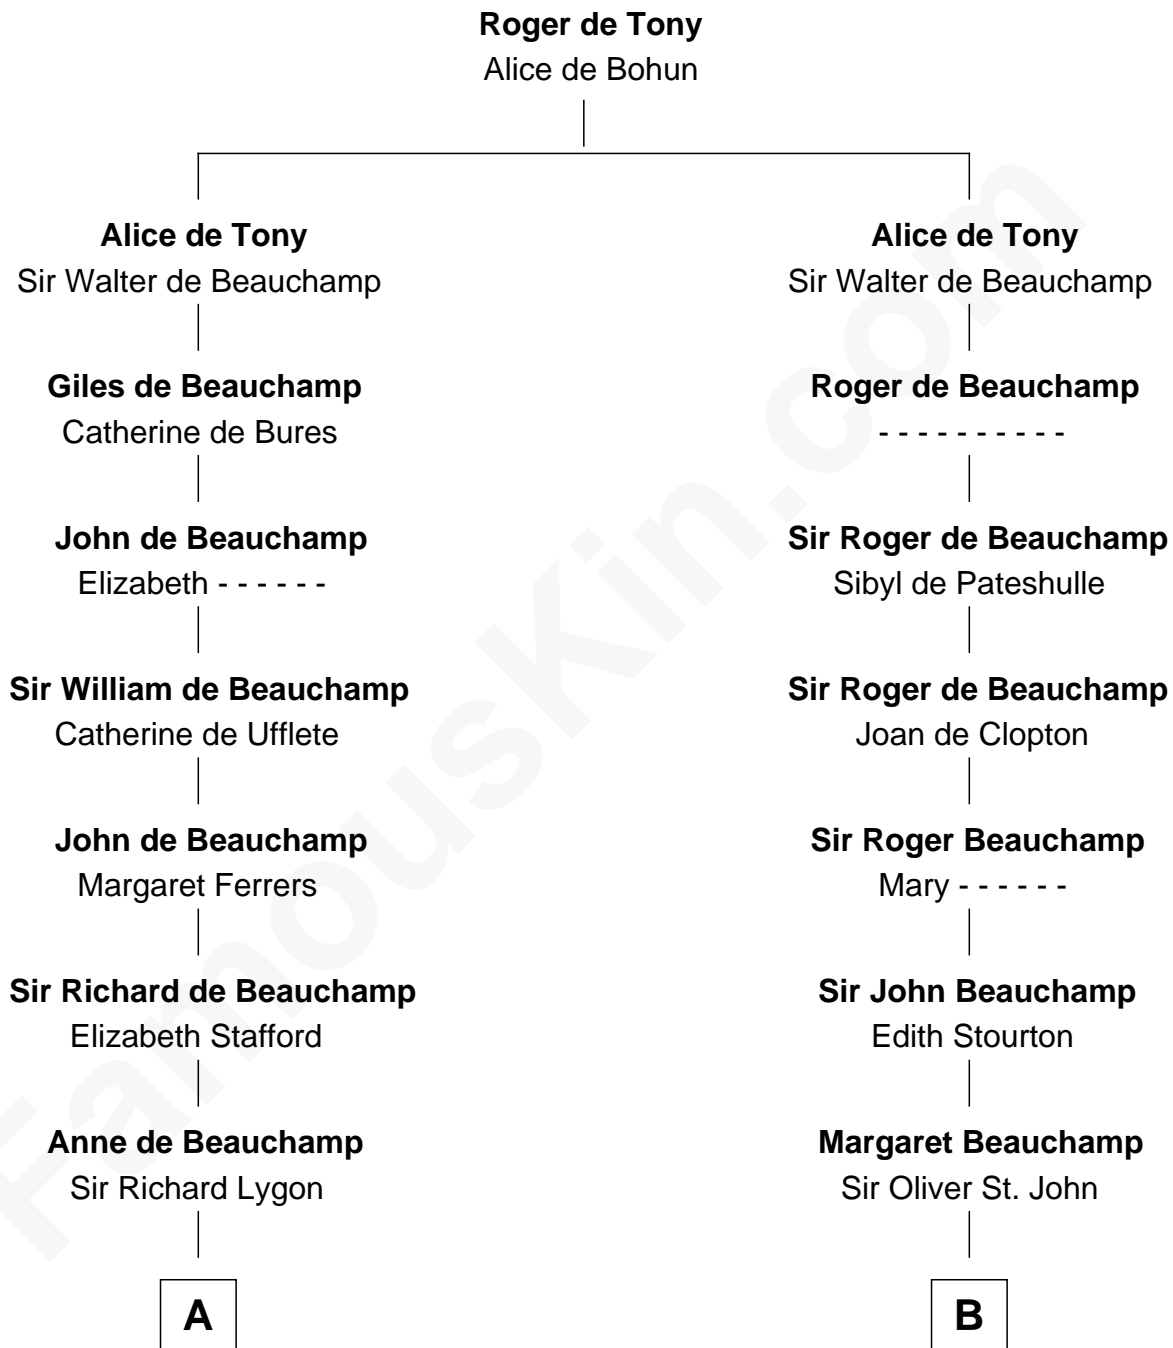 Roger de Tony
Alice de Bohun
Alice de Tony
Sir Walter de Beauchamp
Alice de Tony
Sir Walter de Beauchamp
Giles de Beauchamp
Catherine de Bures
Roger de Beauchamp
- - - - - - - - - -
John de Beauchamp
Elizabeth - - - - - -
Sir Roger de Beauchamp
Sibyl de Pateshulle
Sir William de Beauchamp
Catherine de Ufflete
Sir Roger de Beauchamp
Joan de Clopton
John de Beauchamp
Margaret Ferrers
Sir Roger Beauchamp
Mary - - - - - -
Sir Richard de Beauchamp
Elizabeth Stafford
Sir John Beauchamp
Edith Stourton
Anne de Beauchamp
Sir Richard Lygon
Margaret Beauchamp
Sir Oliver St. John
A
B
FamousKin.com